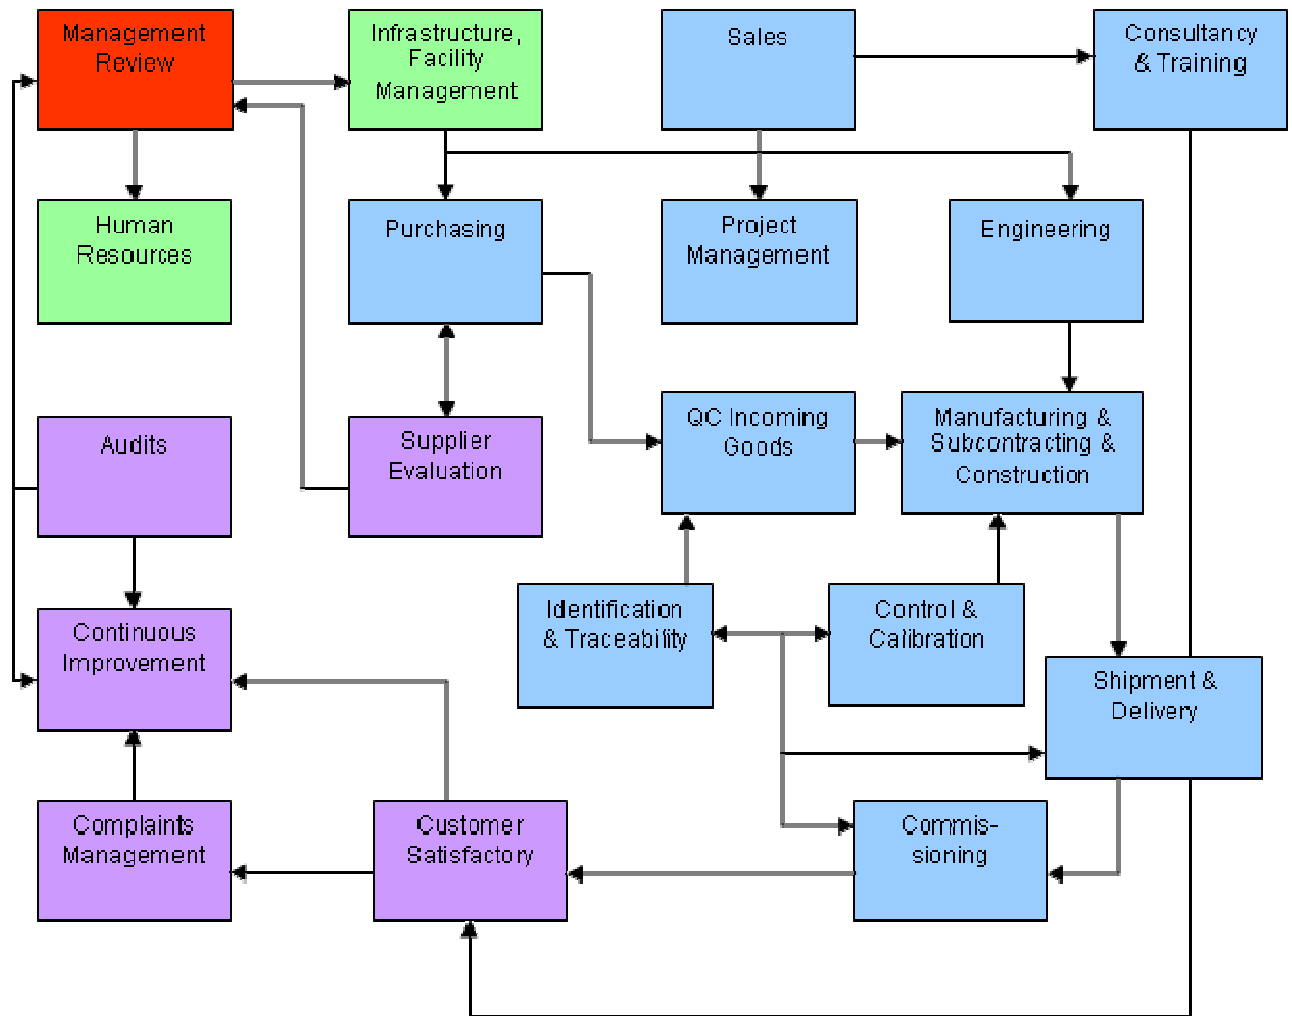 Management
Review
Infrastructure,
Facility
Management
Sales
Consultancy
& Training
Human
Resources
Purchasing
Project
Management
Engineering
Audits
Supplier
Evaluation
QC Incoming
Goods
Manufacturing &
Subcontracting &
Construction
Continuous
Improvement
Identification
& Traceability
Control &
Calibration
Shipment &
Delivery
Complaints
Management
Customer
Satisfactory
Commis-
sioning